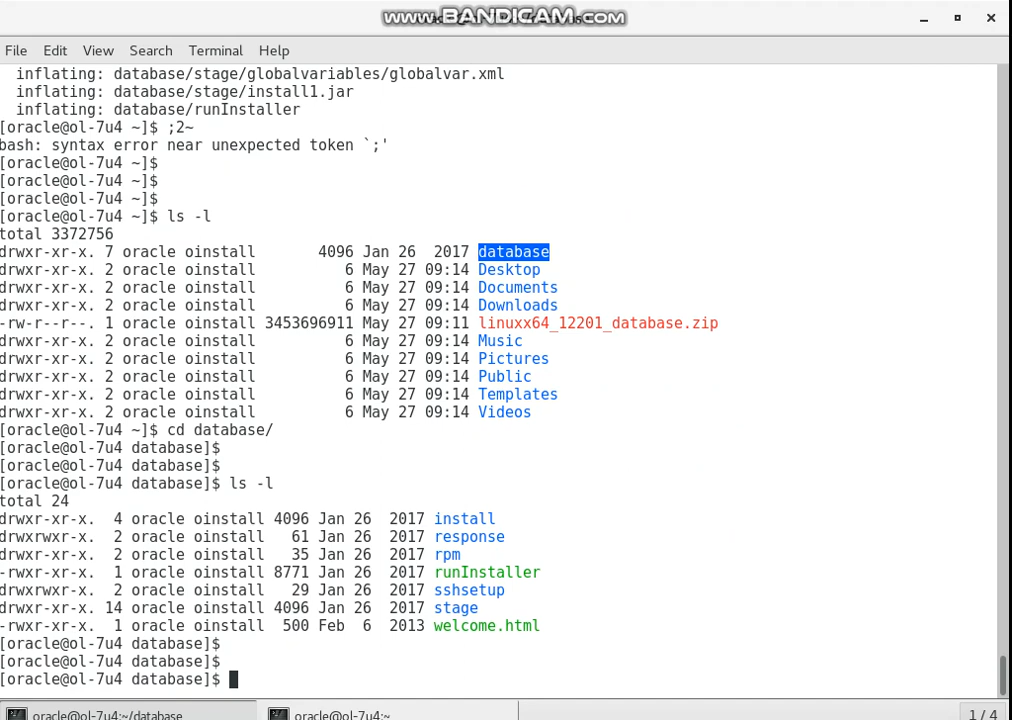 www.BANDICAM.com
File Edit View Search Terminal Help
  inflating: database/stage/globalvariables/globalvar.xml
  inflating: database/stage/install1.jar
  inflating: database/runInstaller
[oracle@ol-7u4 ~]$ ;2~
bash: syntax error near unexpected token `;'
[oracle@ol-7u4 ~]$
[oracle@ol-7u4 ~]$
[oracle@ol-7u4 ~]$
[oracle@ol-7u4 ~]$ ls -l
total 3372756
drwxr-xr-x. 7 oracle oinstall       4096 Jan 26  2017 database
drwxr-xr-x. 2 oracle oinstall          6 May 27 09:14 Desktop
drwxr-xr-x. 2 oracle oinstall          6 May 27 09:14 Documents
drwxr-xr-x. 2 oracle oinstall          6 May 27 09:14 Downloads
-rw-r--r--. 1 oracle oinstall 3453696911 May 27 09:11 linuxx64_12201_database.zip
drwxr-xr-x. 2 oracle oinstall          6 May 27 09:14 Music
drwxr-xr-x. 2 oracle oinstall          6 May 27 09:14 Pictures
drwxr-xr-x. 2 oracle oinstall          6 May 27 09:14 Public
drwxr-xr-x. 2 oracle oinstall          6 May 27 09:14 Templates
drwxr-xr-x. 2 oracle oinstall          6 May 27 09:14 Videos
[oracle@ol-7u4 ~]$ cd database/
[oracle@ol-7u4 database]$
[oracle@ol-7u4 database]$
[oracle@ol-7u4 database]$ ls -l
total 24
drwxr-xr-x.  4 oracle oinstall 4096 Jan 26  2017 install
drwxrwxr-x.  2 oracle oinstall   61 Jan 26  2017 response
drwxr-xr-x.  2 oracle oinstall   35 Jan 26  2017 rpm
-rwxr-xr-x.  1 oracle oinstall 8771 Jan 26  2017 runInstaller
drwxrwxr-x.  2 oracle oinstall   29 Jan 26  2017 sshsetup
drwxr-xr-x. 14 oracle oinstall 4096 Jan 26  2017 stage
-rwxr-xr-x.  1 oracle oinstall  500 Feb  6  2013 welcome.html
[oracle@ol-7u4 database]$
[oracle@ol-7u4 database]$
[oracle@ol-7u4 database]$
oracle@ol-7u4:~/database oracle@ol-7u4:~ 1 / 4